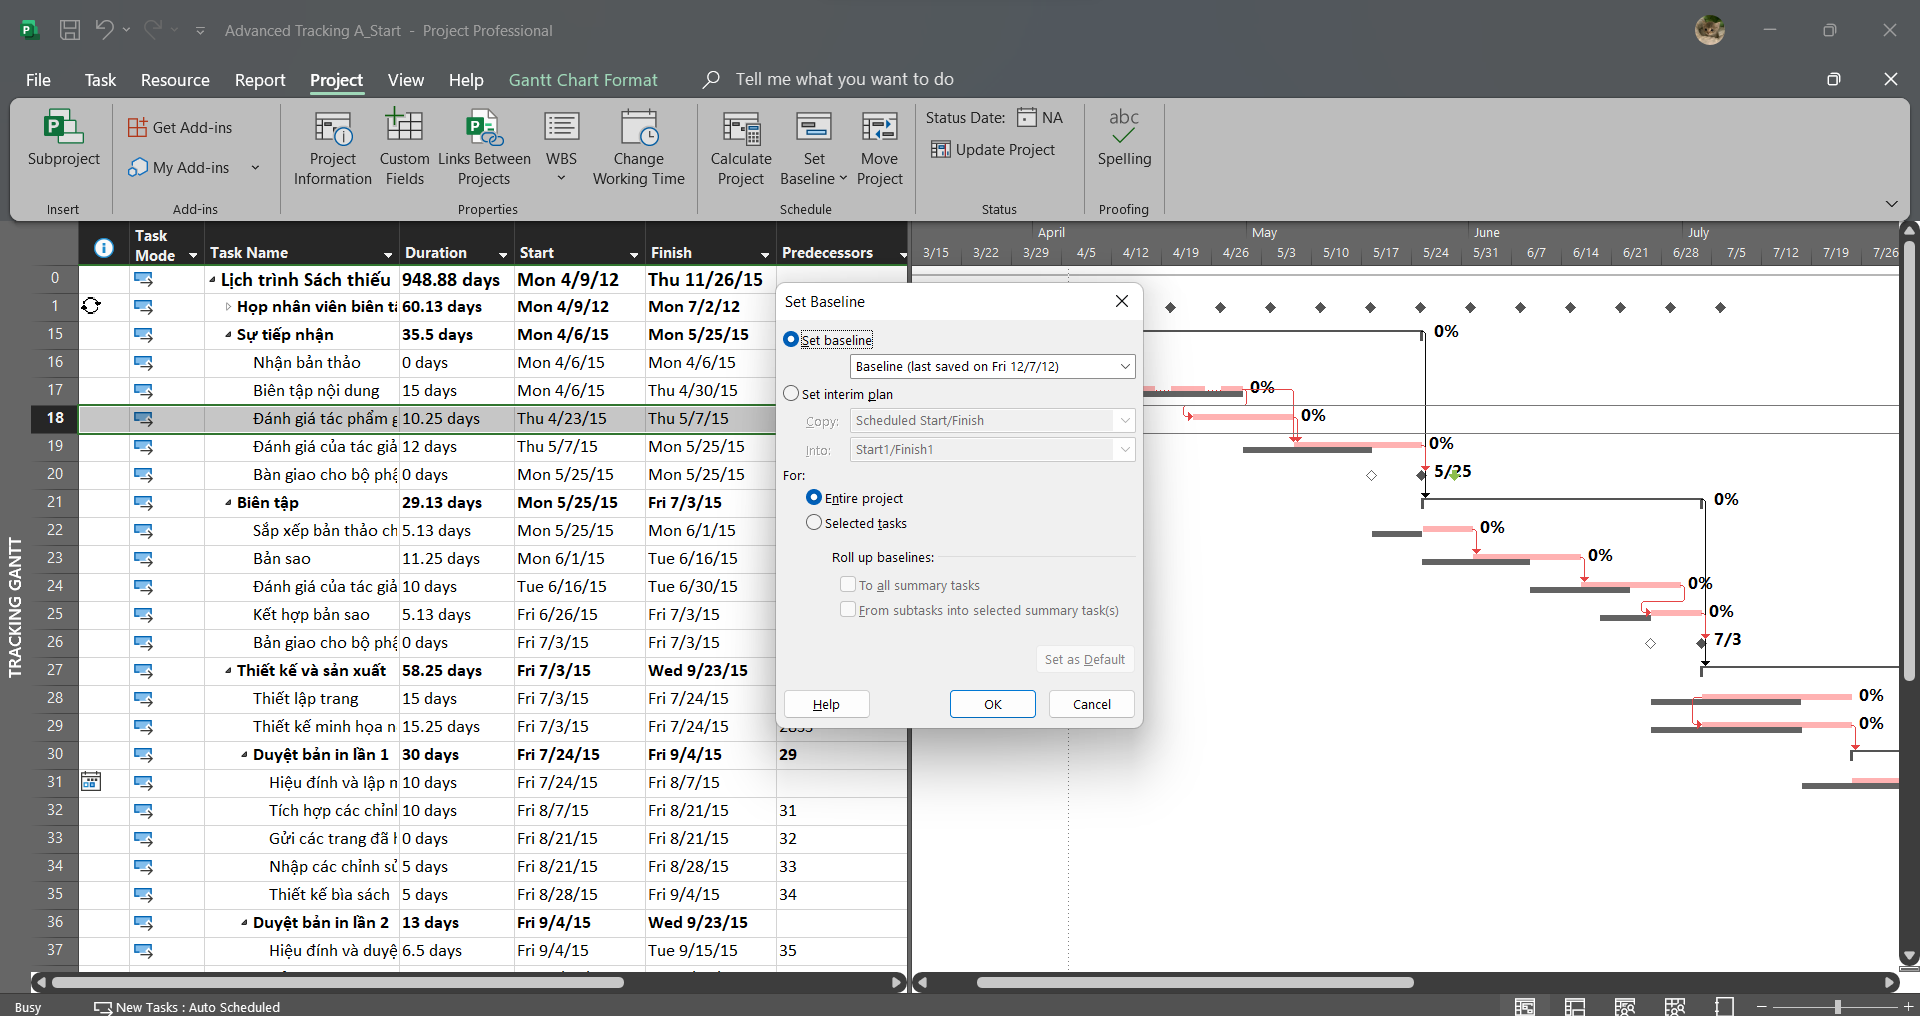 Advanced Tracking A_Start - Project Professional
File Task Resource Report Project View Help Gantt Chart Format Tell me what you want to do
Subproject
Insert
Get Add-ins
My Add-ins
Add-ins
Project Information
Custom Fields
Links Between Projects
WBS
Change Working Time
Properties
Calculate Project
Set Baseline
Move Project
Schedule
Status Date: NA
Update Project
Status
abc
Spelling
Proofing
Task Mode Task Name Duration Start Finish Predecessors
April May June July
3/15 3/22 3/29 4/5 4/12 4/19 4/26 5/3 5/10 5/17 5/24 5/31 6/7 6/14 6/21 6/28 7/5 7/12 7/19 7/26
TRACKING GANTT
0 Lịch trình Sách thiếu 948.88 days Mon 4/9/12 Thu 11/26/15
1 Họp nhân viên biên 60.13 days Mon 4/9/12 Mon 7/2/12
15 Sự tiếp nhận 35.5 days Mon 4/6/15 Mon 5/25/15 0%
16 Nhận bản thảo 0 days Mon 4/6/15 Mon 4/6/15
17 Biên tập nội dung 15 days Mon 4/6/15 Thu 4/30/15 0%
18 Đánh giá tác phẩm g 10.25 days Thu 4/23/15 Thu 5/7/15 0%
19 Đánh giá của tác giả 12 days Thu 5/7/15 Mon 5/25/15 0%
20 Bàn giao cho bộ phậ 0 days Mon 5/25/15 Mon 5/25/15 5/25
21 Biên tập 29.13 days Mon 5/25/15 Fri 7/3/15 0%
22 Sắp xếp bản thảo ch 5.13 days Mon 5/25/15 Mon 6/1/15 0%
23 Bản sao 11.25 days Mon 6/1/15 Tue 6/16/15 0%
24 Đánh giá của tác giả 10 days Tue 6/16/15 Tue 6/30/15 0%
25 Kết hợp bản sao 5.13 days Fri 6/26/15 Fri 7/3/15 0%
26 Bản giao cho bộ phậ 0 days Fri 7/3/15 Fri 7/3/15 7/3
27 Thiết kế và sản xuất 58.25 days Fri 7/3/15 Wed 9/23/15
28 Thiết lập trang 15 days Fri 7/3/15 Fri 7/24/15 0%
29 Thiết kế minh họa n 15.25 days Fri 7/3/15 Fri 7/24/15 0%
30 Duyệt bản in lần 1 30 days Fri 7/24/15 Fri 9/4/15 29
31 Hiệu đính và lập n 10 days Fri 7/24/15 Fri 8/7/15
32 Tích hợp các chỉnh 10 days Fri 8/7/15 Fri 8/21/15 31
33 Gửi các trang đã h 0 days Fri 8/21/15 Fri 8/21/15 32
34 Nhập các chỉnh sử 5 days Fri 8/21/15 Fri 8/28/15 33
35 Thiết kế bìa sách 5 days Fri 8/28/15 Fri 9/4/15 34
36 Duyệt bản in lần 2 13 days Fri 9/4/15 Wed 9/23/15
37 Hiệu đính và duyệ 6.5 days Fri 9/4/15 Tue 9/15/15 35
Set Baseline
Set baseline
Baseline (last saved on Fri 12/7/12)
Set interim plan
Copy: Scheduled Start/Finish
Into: Start1/Finish1
For:
Entire project
Selected tasks
Roll up baselines:
To all summary tasks
From subtasks into selected summary task(s)
Set as Default
Help OK Cancel
Busy New Tasks : Auto Scheduled